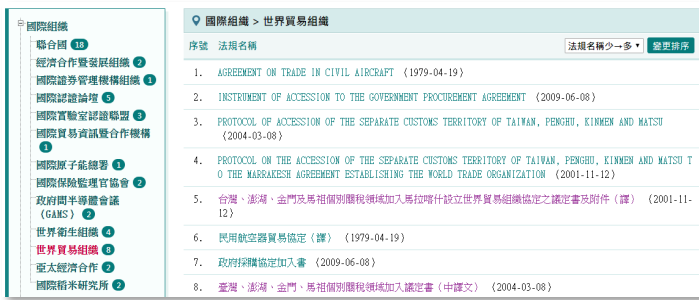 國際組織
聯合國 18
經濟合作暨發展組織 2
國際證券管理機構組織 1
國際認證論壇 5
國際實驗室認證聯盟 3
國際貿易資訊暨合作機構
1
國際原子能總署 1
國際保險監理官協會 2
政府間半導體會議
(GAMS) 2
世界衛生組織 4
世界貿易組織 8
亞太經濟合作 2
國際稻米研究所 2
國際組織 > 世界貿易組織
序號 法規名稱 法規名稱少→多 變更排序
1. AGREEMENT ON TRADE IN CIVIL AIRCRAFT (1979-04-19)
2. INSTRUMENT OF ACCESSION TO THE GOVERNMENT PROCUREMENT AGREEMENT (2009-06-08)
3. PROTOCOL OF ACCESSION OF THE SEPARATE CUSTOMS TERRITORY OF TAIWAN, PENGHU, KINMEN AND MATSU
(2004-03-08)
4. PROTOCOL ON THE ACCESSION OF THE SEPARATE CUSTOMS TERRITORY OF TAIWAN, PENGHU, KINMEN AND MATSU T
O THE MARRAKESH AGREEMENT ESTABLISHING THE WORLD TRADE ORGANIZATION (2001-11-12)
5. 台灣、澎湖、金門及馬祖個別關稅領域加入馬拉喀什設立世界貿易組織協定之議定書及附件(譯) (2001-11-
12)
6. 民用航空器貿易協定(譯) (1979-04-19)
7. 政府採購協定加入書 (2009-06-08)
8. 臺灣、澎湖、金門、馬祖個別關稅領域加入議定書(中譯文) (2004-03-08)